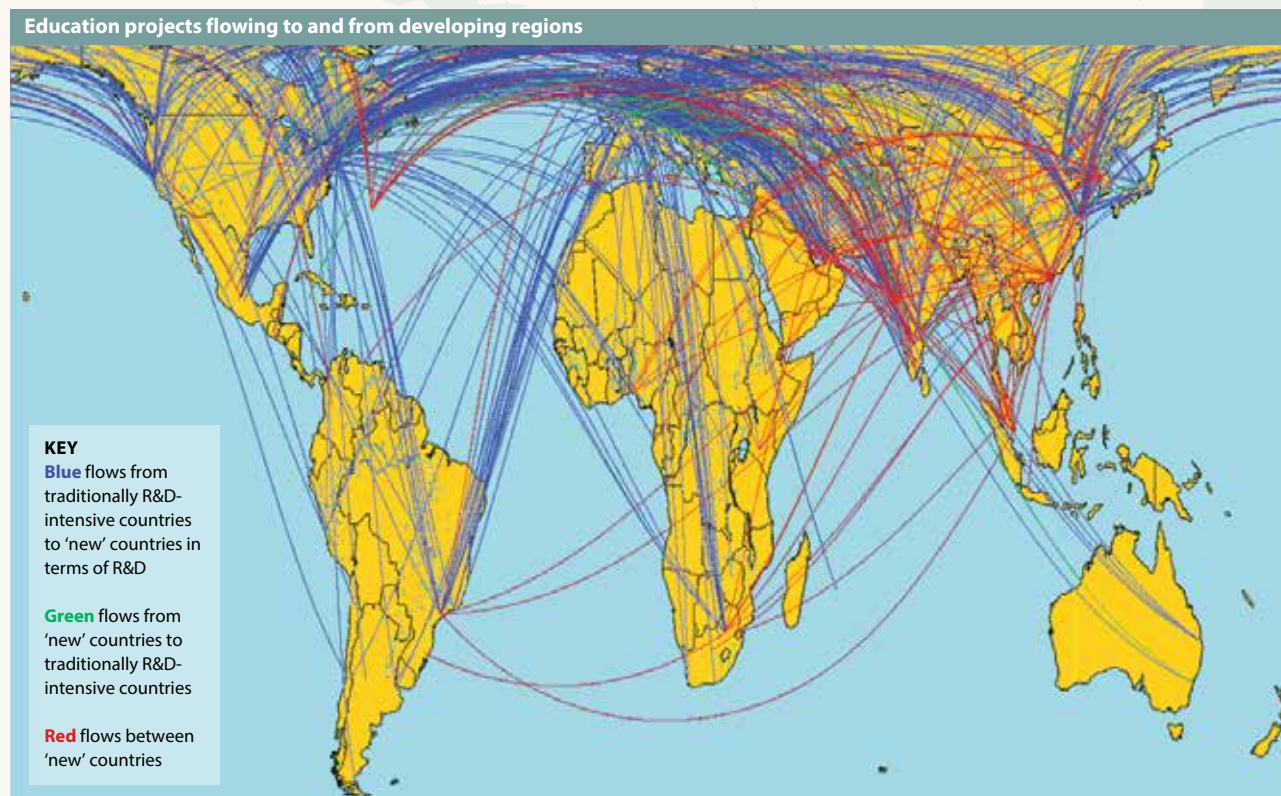 Education projects flowing to and from developing regions
KEY
Blue flows from
traditionally R&D-
intensive countries
to ‘new’ countries in
terms of R&D
Green flows from
‘new’ countries to
traditionally R&D-
intensive countries
Red flows between
‘new’ countries